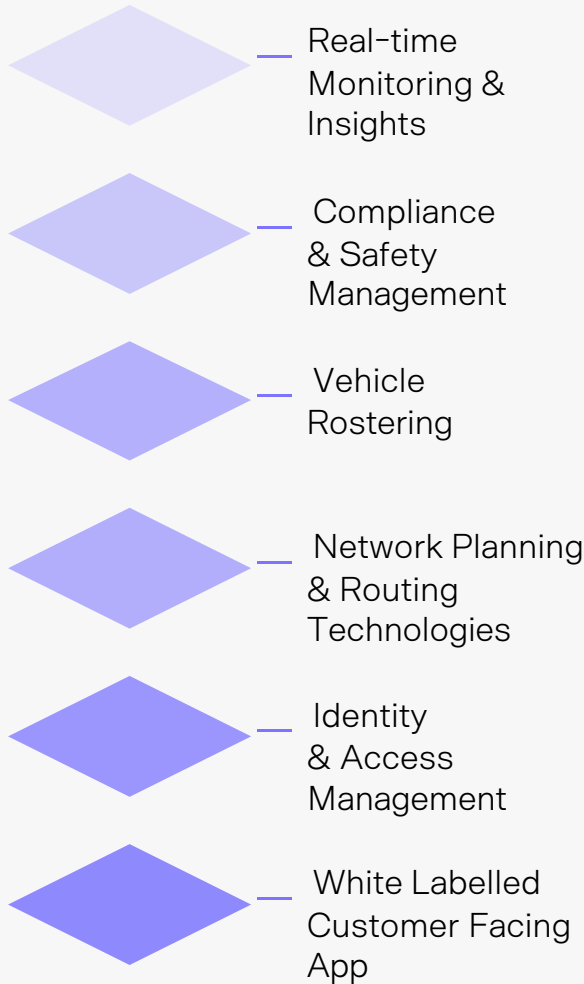 Real-time
Monitoring &
Insights
Compliance
& Safety
Management
Vehicle
Rostering
Network Planning
& Routing
Technologies
Identity
& Access
Management
White Labelled
Customer Facing
App